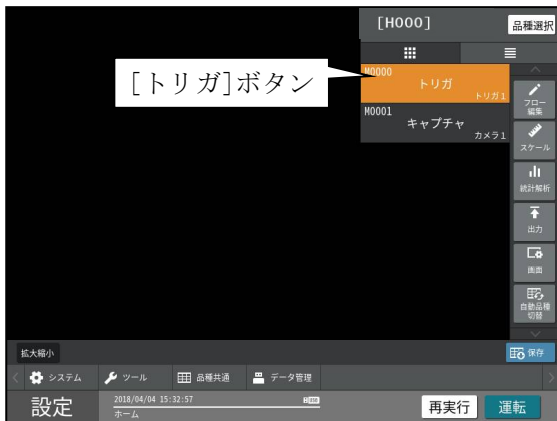 [H000]
品種選択
[トリガ]ボタン
M0000
トリガ
トリガ1
M0001
キャプチャ
カメラ1
フロー
編集
スケール
統計解析
出力
画面
自動品種
切替
拡大縮小
保存
システム
ツール
品種共通
データ管理
設定
2018/04/04 15:32:57
ホーム
再実行
運転